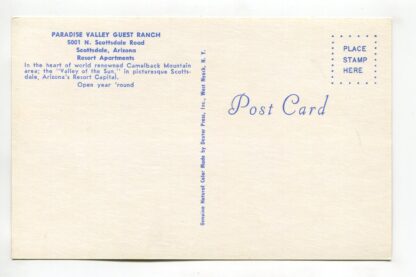 PARADISE VALLEY GUEST RANCH
5001 N. Scottsdale Road
Scottsdale, Arizona
Resort Apartments
In the heart of world renowned Camalback Mountain
area; the "Valley of the Sun," in picturesque Scotts-
dale, Arizona's Resort Capital.
Open year 'round
Genuine Natural Color Made by Dexter Press, Inc., West Nyack, N. Y.
Post Card
PLACE
STAMP
HERE